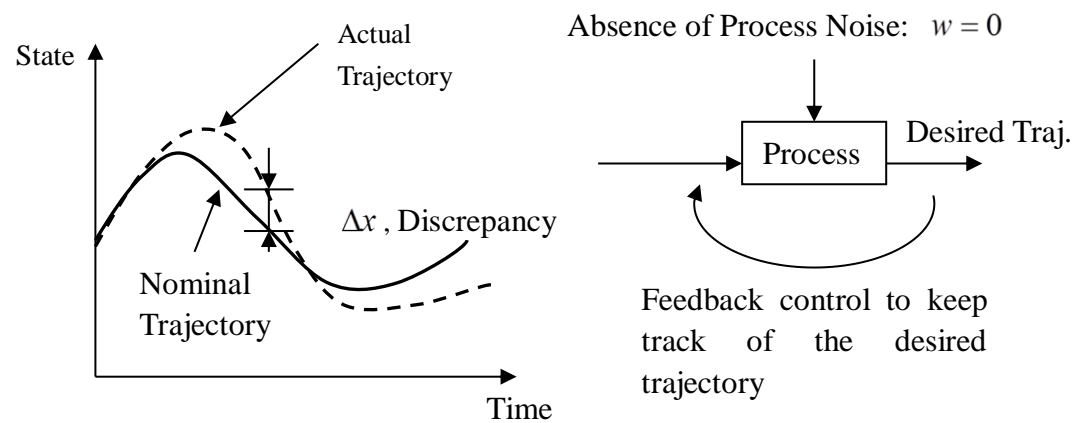 State
Actual
Trajectory
Δx , Discrepancy
Nominal
Trajectory
Time
Absence of Process Noise: w = 0
Process
Desired Traj.
Feedback control to keep
track of the desired
trajectory